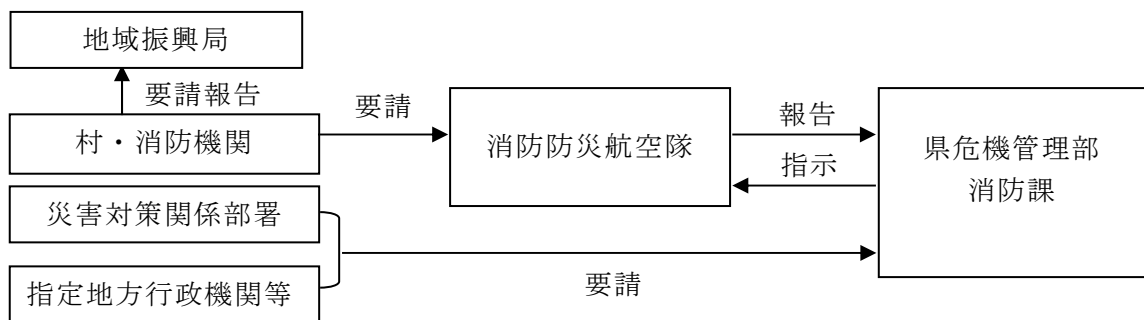 地域振興局
要請報告
村・消防機関
要請
消防防災航空隊
報告
指示
県危機管理部
消防課
災害対策関係部署
指定地方行政機関等
要請